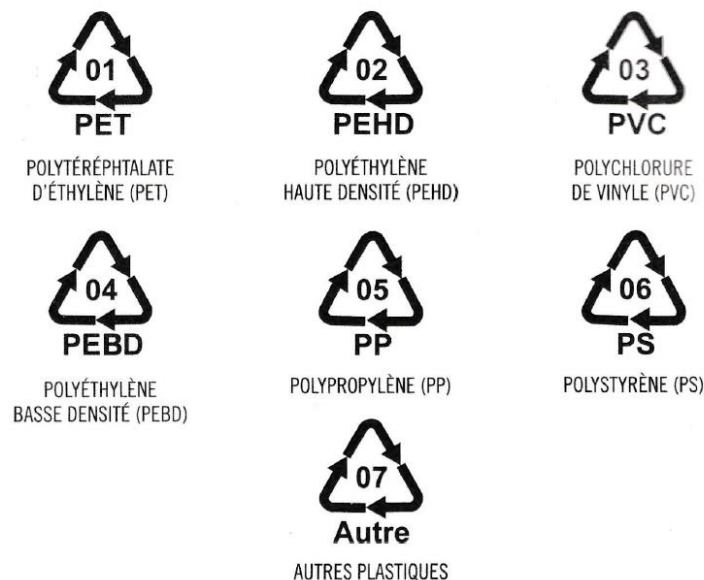 01
PET
POLYTÉRÉPHTALATE
D'ÉTHYLÈNE (PET)
02
PEHD
POLYÉTHYLÈNE
HAUTE DENSITÉ (PEHD)
03
PVC
POLYCHLORURE
DE VINYLE (PVC)
04
PEBD
POLYÉTHYLÈNE
BASSE DENSITÉ (PEBD)
05
PP
POLYPROPYLÈNE (PP)
06
PS
POLYSTYRÈNE (PS)
07
Autre
AUTRES PLASTIQUES